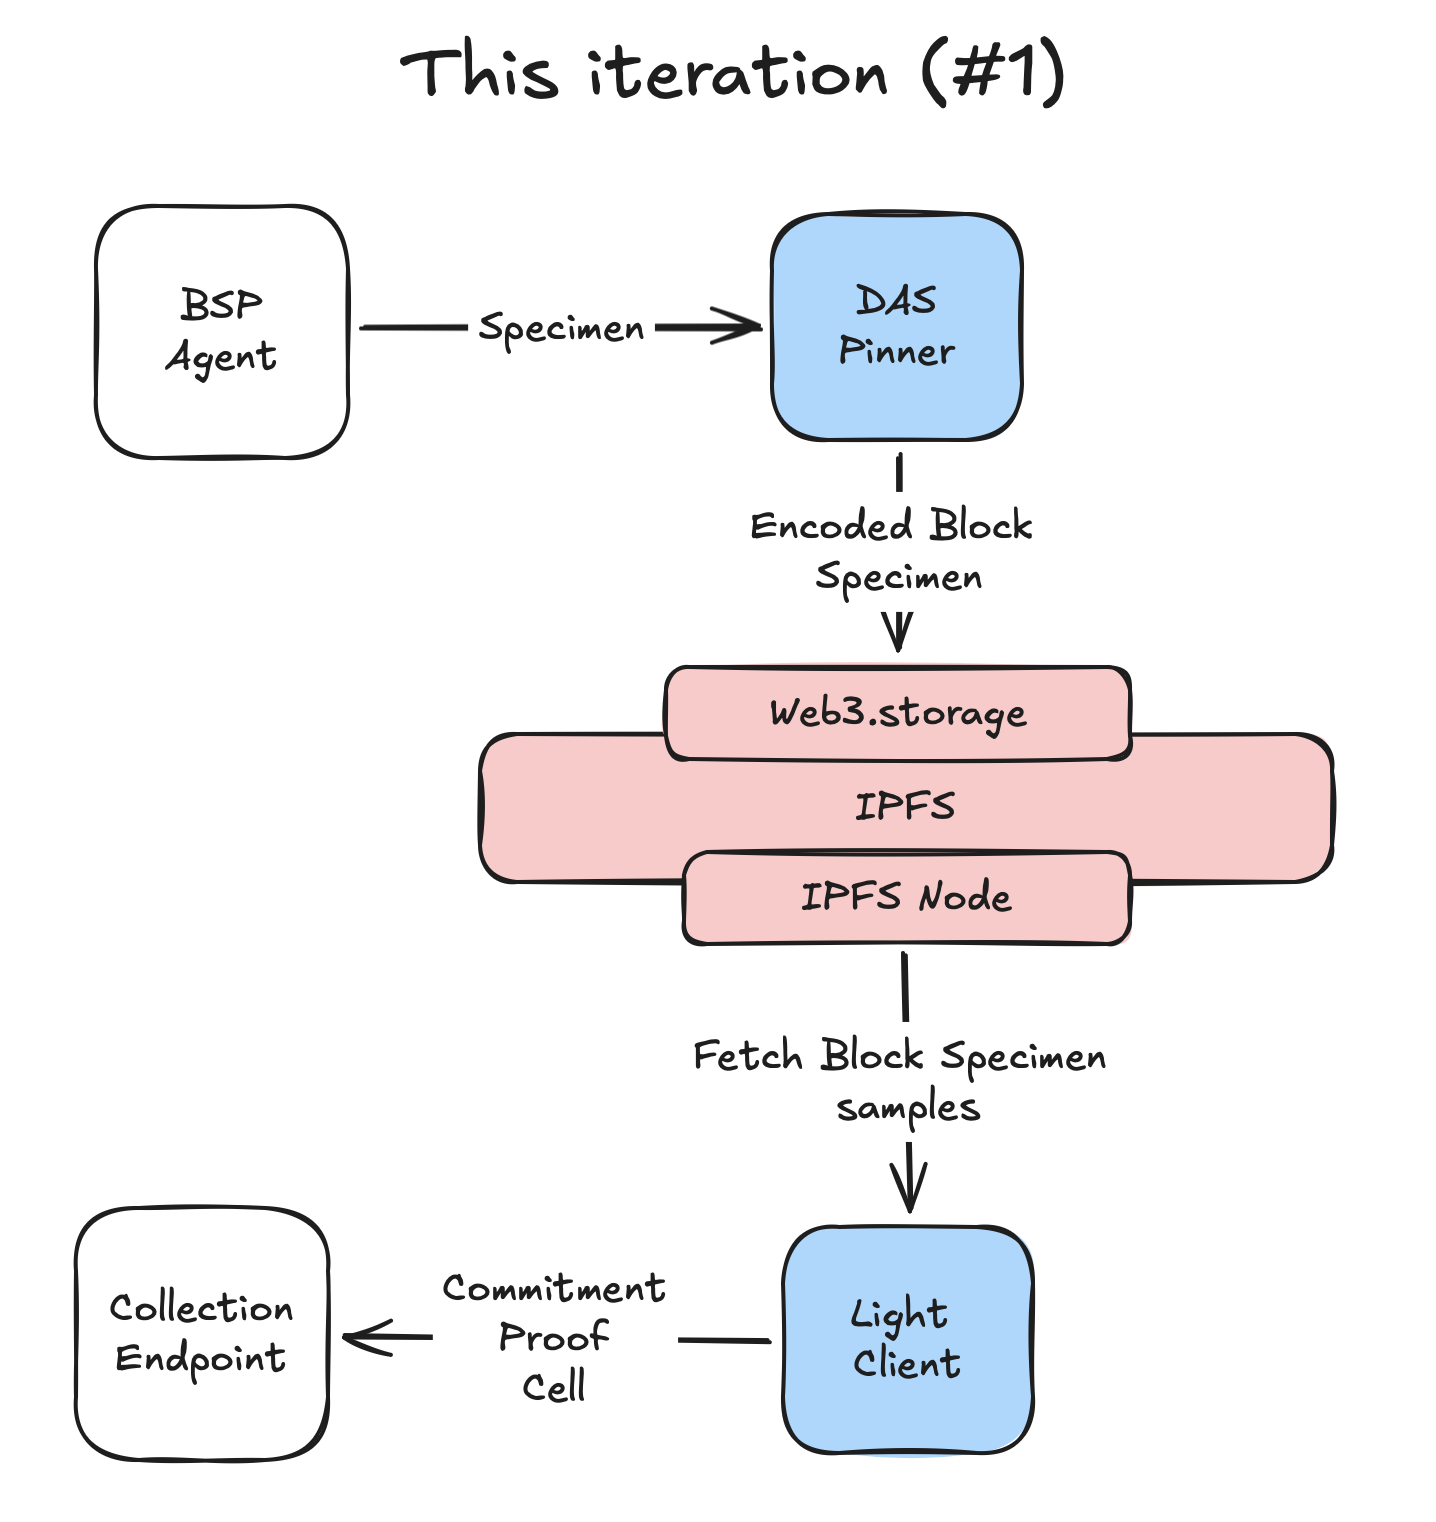 This iteration (#1)
BSP
Agent
Specimen
DAS
Pinner
Encoded Block
Specimen
Web3.storage
IPFS
IPFS Node
Fetch Block Specimen
samples
Collection
Endpoint
Commitment
Proof
Cell
Light
Client